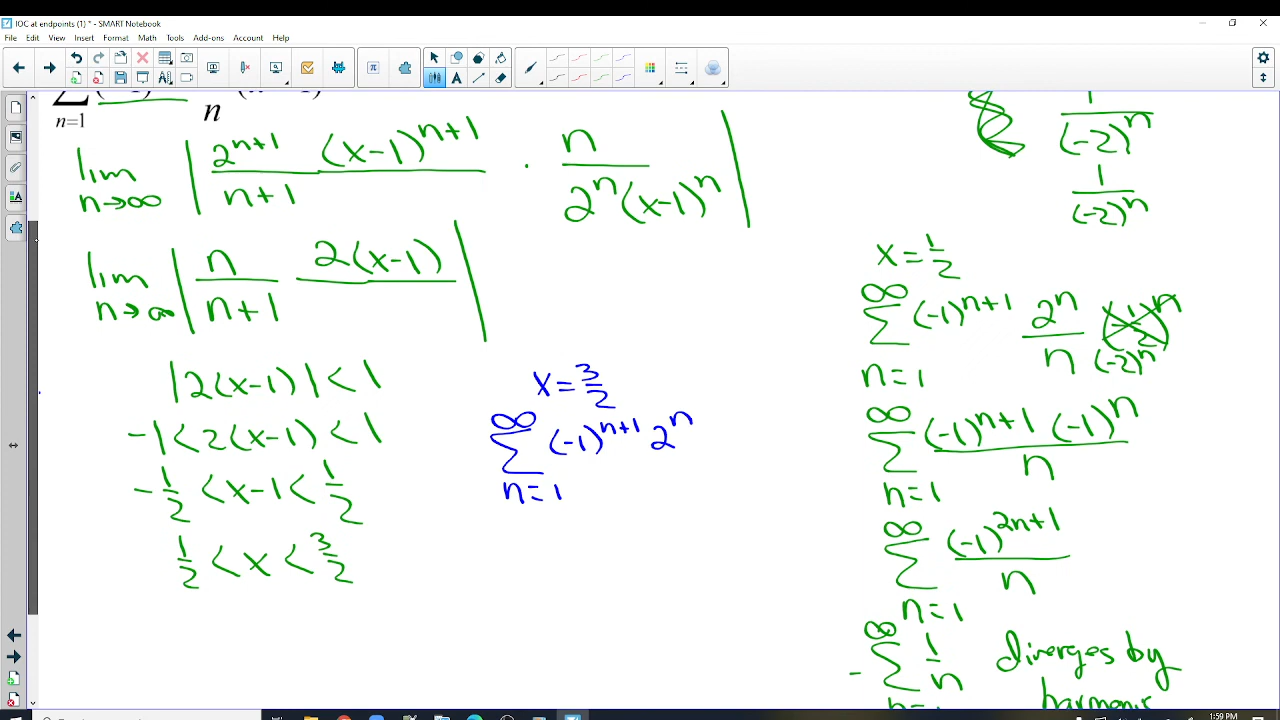 IOC at endpoints (1) * - SMART Notebook
File Edit View Insert Format Math Tools Add-ons Account Help
n=1
n
lim n→∞ | 2^{n+1} (x-1)^{n+1} / n+1 · n / 2^n (x-1)^n |
lim n→∞ | n / n+1 2(x-1) |
|2(x-1)| < 1
-1 < 2(x-1) < 1
-1/2 < x-1 < 1/2
1/2 < x < 3/2
x = 3/2
∞ Σ n=1 (-1)^{n+1} 2^n
1 / (-2)^n
1 / (-2)^n
x = 1/2
∞ Σ n=1 (-1)^{n+1} 2^n / n (-2)^n
∞ Σ n=1 (-1)^{n+1} (-1)^n / n
∞ Σ n=1 (-1)^{2n+1} / n
- ∞ Σ 1/n diverges by
harmonic
1:59 PM